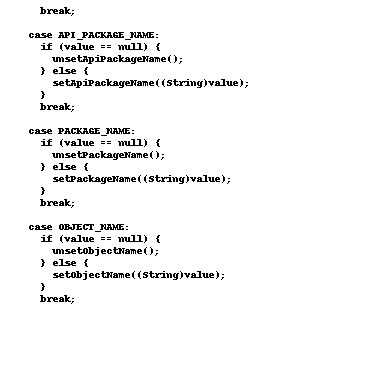 break;
case API_PACKAGE_NAME:
if (value == null) {
unsetApiPackageName();
} else {
setApiPackageName((String)value);
}
break;
case PACKAGE_NAME:
if (value == null) {
unsetPackageName();
} else {
setPackageName((String)value);
}
break;
case OBJECT_NAME:
if (value == null) {
unsetObjectName();
} else {
setObjectName((String)value);
}
break;